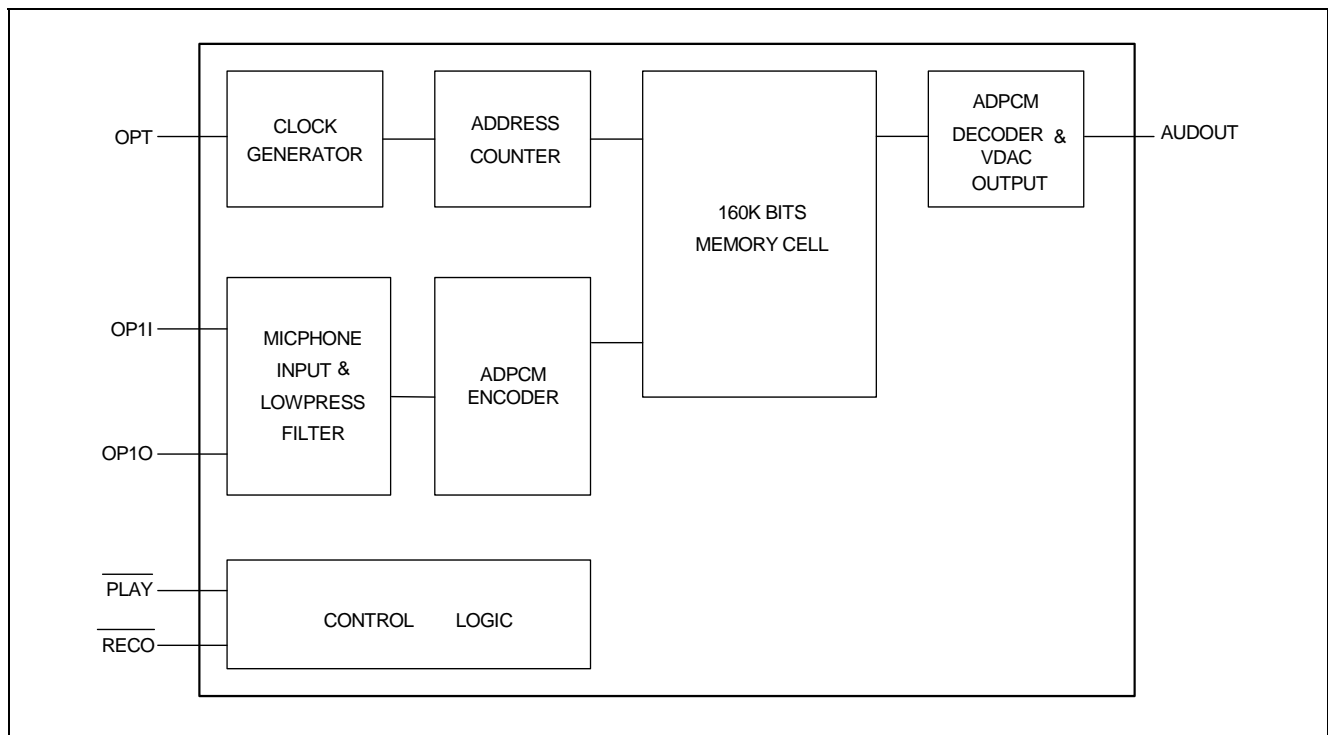 OPT
CLOCK
GENERATOR
ADDRESS
COUNTER
160K BITS
MEMORY CELL
ADPCM
DECODER &
VDAC
OUTPUT
AUDOUT
OP1I
OP1O
MICPHONE
INPUT &
LOWPRESS
FILTER
ADPCM
ENCODER
PLAY
RECO
CONTROL LOGIC